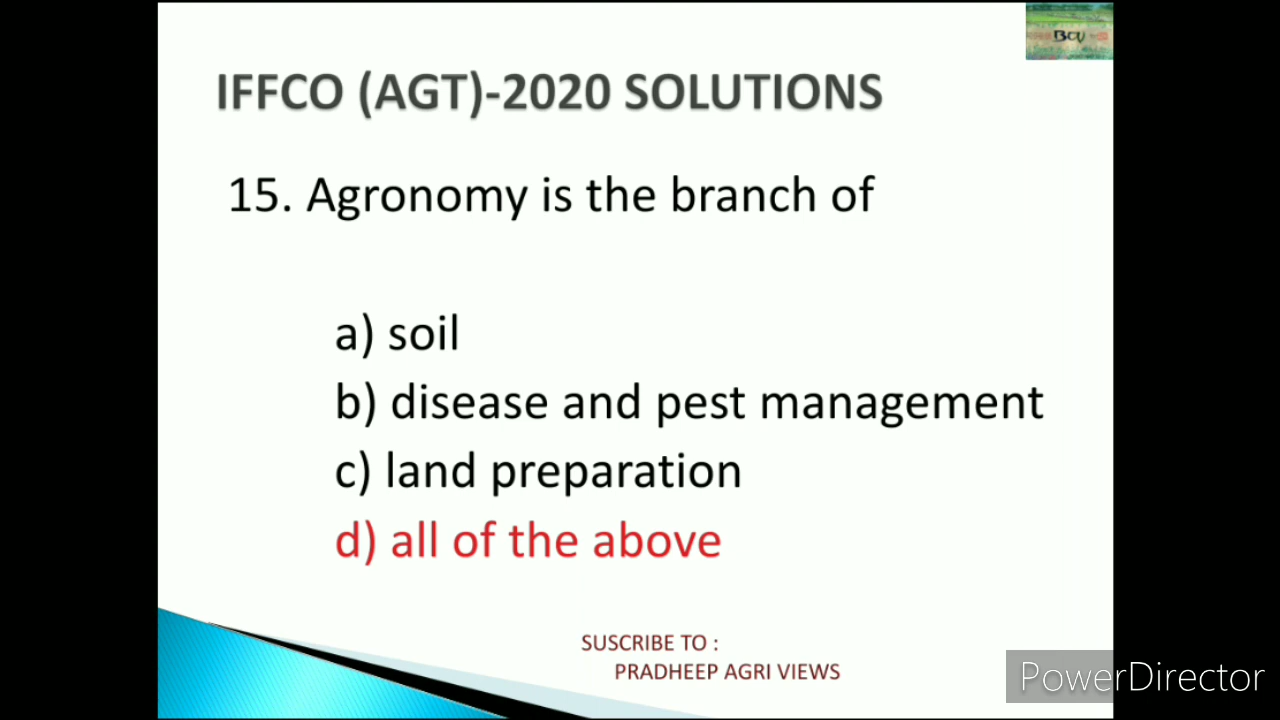 BCV
IFFCO (AGT)-2020 SOLUTIONS
15. Agronomy is the branch of
a) soil
b) disease and pest management
c) land preparation
d) all of the above
SUSCRIBE TO :
PRADHEEP AGRI VIEWS
PowerDirector